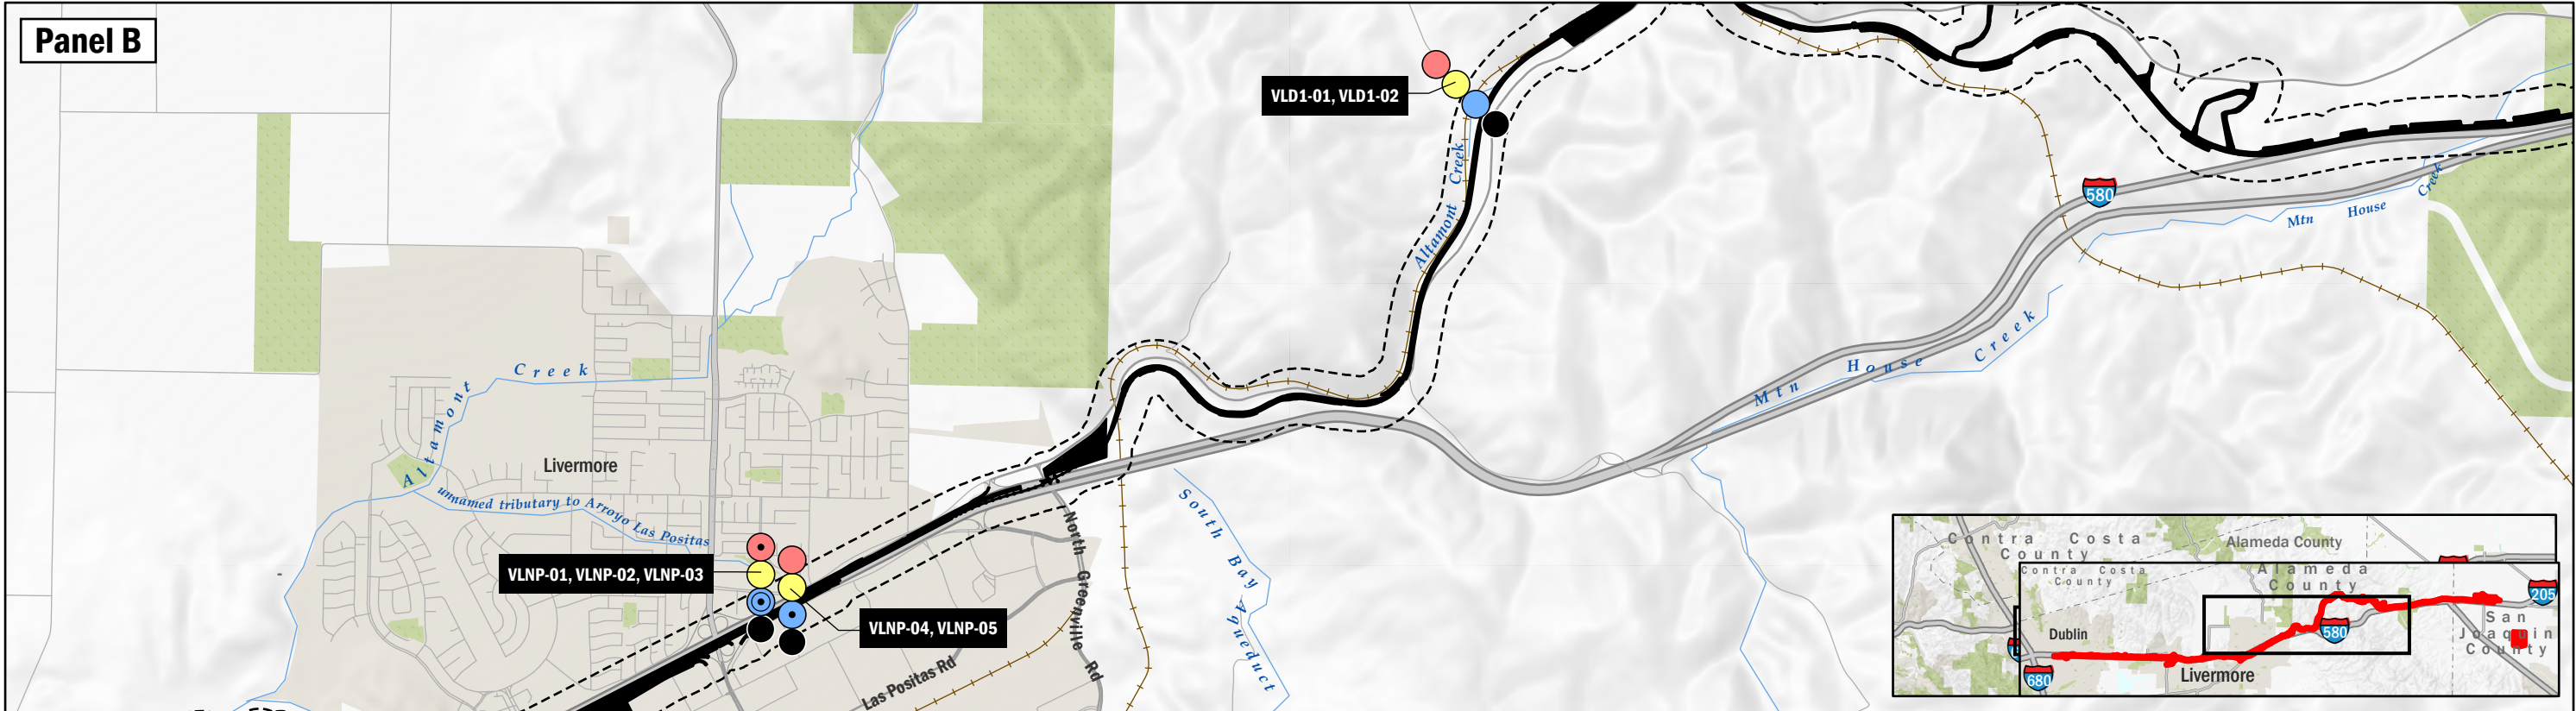 Panel B
VLD1-01, VLD1-02
Altamont Creek
580
Mtn House Creek
Mtn House Creek
Altamont Creek
Livermore
unnamed tributary to Arroyo Las Positas
VLNP-01, VLNP-02, VLNP-03
VLNP-04, VLNP-05
North Greenville Rd
Las Positas Rd
South Bay Aqueduct
Contra Costa
County
Alameda County
Contra Costa
County
Alameda
County
205
Dublin
580
San
Joaquin
County
680
Livermore